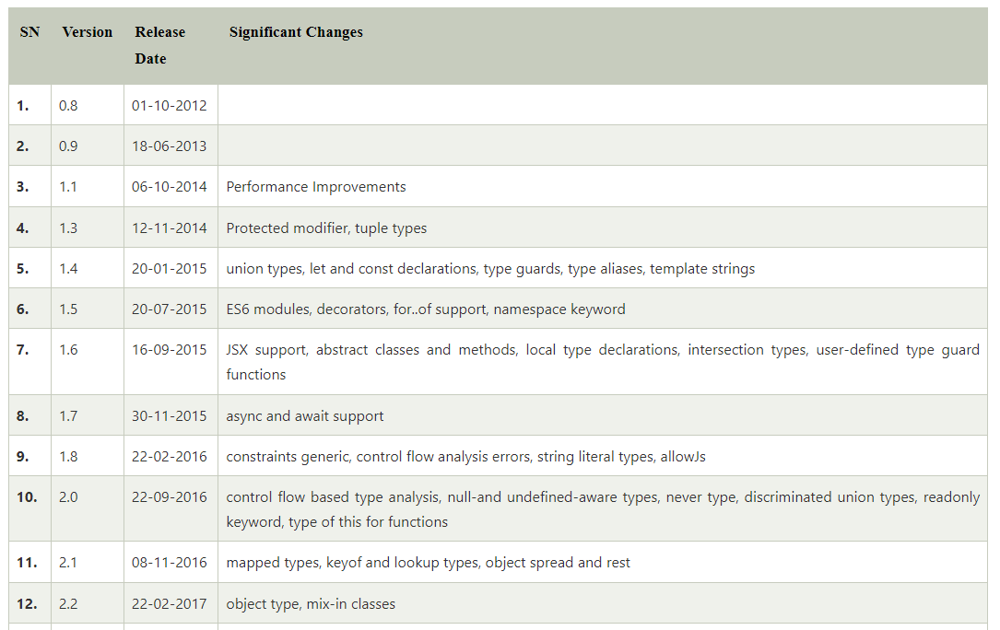 SN Version Release Date Significant Changes
1. 0.8 01-10-2012
2. 0.9 18-06-2013
3. 1.1 06-10-2014 Performance Improvements
4. 1.3 12-11-2014 Protected modifier, tuple types
5. 1.4 20-01-2015 union types, let and const declarations, type guards, type aliases, template strings
6. 1.5 20-07-2015 ES6 modules, decorators, for..of support, namespace keyword
7. 1.6 16-09-2015 JSX support, abstract classes and methods, local type declarations, intersection types, user-defined type guard
functions
8. 1.7 30-11-2015 async and await support
9. 1.8 22-02-2016 constraints generic, control flow analysis errors, string literal types, allowJs
10. 2.0 22-09-2016 control flow based type analysis, null-and undefined-aware types, never type, discriminated union types, readonly
keyword, type of this for functions
11. 2.1 08-11-2016 mapped types, keyof and lookup types, object spread and rest
12. 2.2 22-02-2017 object type, mix-in classes